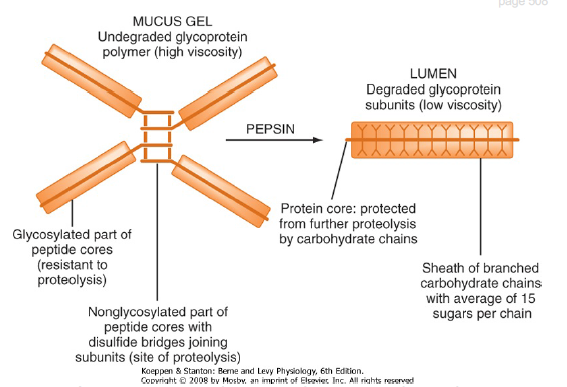 page 508
MUCUS GEL
Undegraded glycoprotein
polymer (high viscosity)
LUMEN
Degraded glycoprotein
subunits (low viscosity)
PEPSIN
Glycosylated part of
peptide cores
(resistant to
proteolysis)
Protein core: protected
from further proteolysis
by carbohydrate chains
Sheath of branched
carbohydrate chains
with average of 15
sugars per chain
Nonglycosylated part of
peptide cores with
disulfide bridges joining
subunits (site of proteolysis)
Koeppen & Stanton: Berne and Levy Physiology, 6th Edition.
Copyright © 2008 by Mosby, an imprint of Elsevier, Inc. All rights reserved